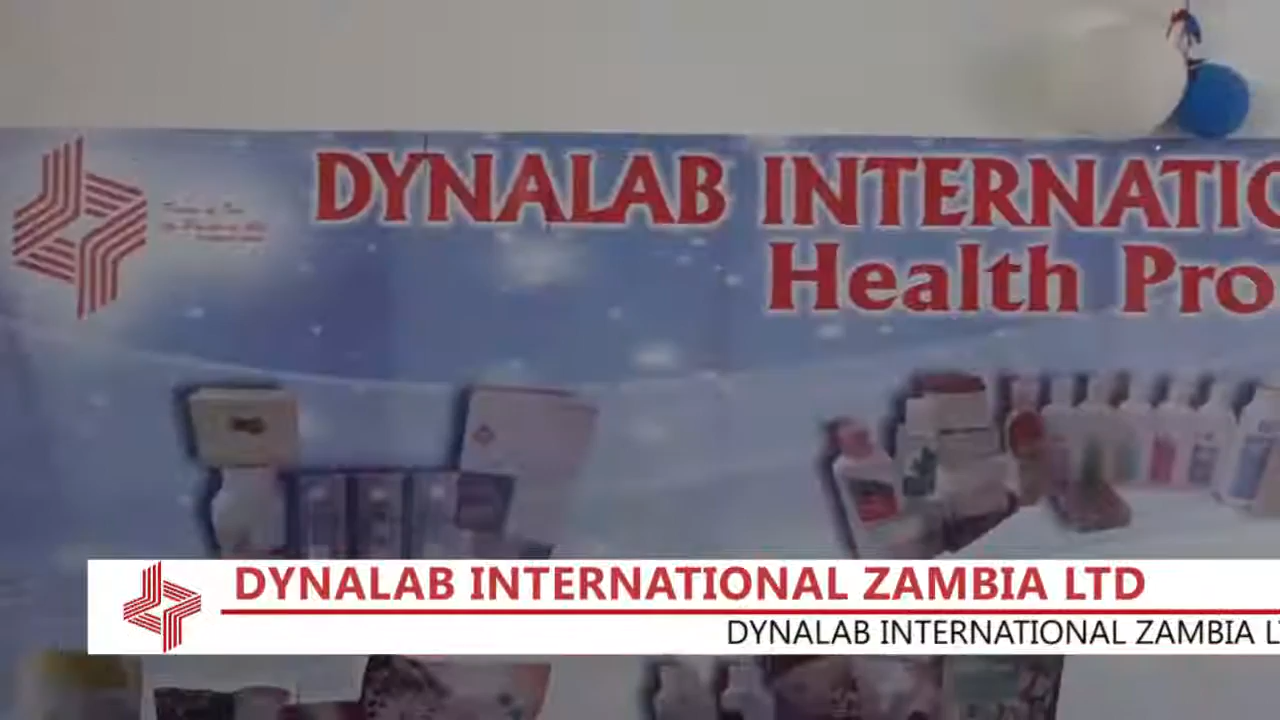 DYNALAB INTERNATIO
Health Pro
DYNALAB INTERNATIONAL ZAMBIA LTD
DYNALAB INTERNATIONAL ZAMBIA L